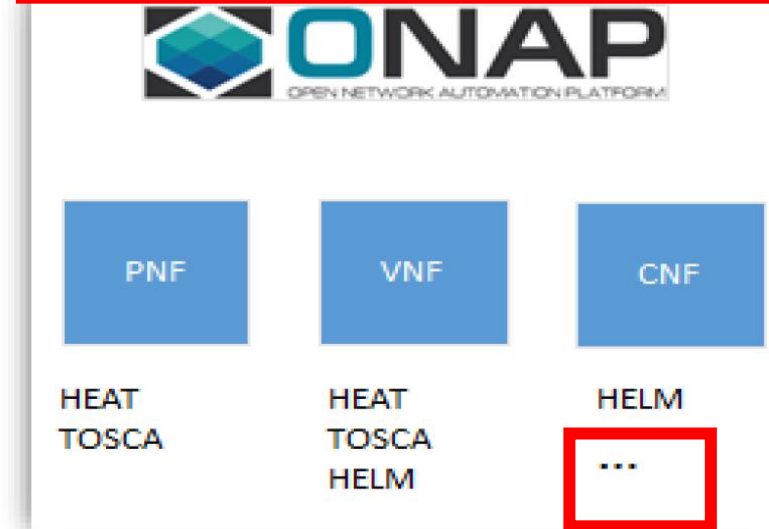 ONAP
OPEN NETWORK AUTOMATION PLATFORM
PNF
VNF
CNF
HEAT
TOSCA
HEAT
TOSCA
HELM
HELM
...